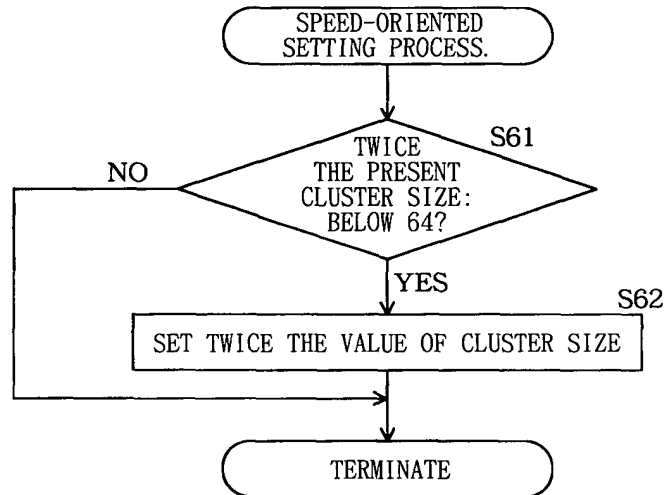 SPEED-ORIENTED
SETTING PROCESS.
S61
TWICE
THE PRESENT
CLUSTER SIZE:
BELOW 64?
NO
YES
S62
SET TWICE THE VALUE OF CLUSTER SIZE
TERMINATE